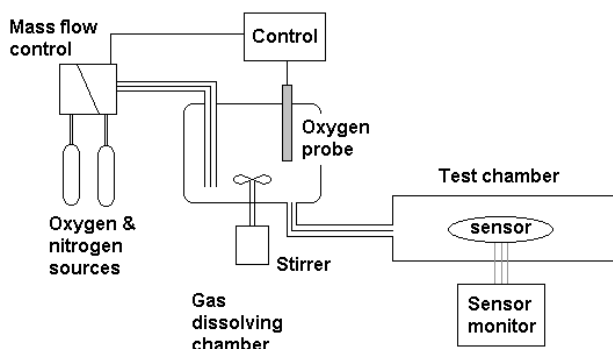 Mass flow
control
Control
Oxygen
probe
Test chamber
sensor
Oxygen &
nitrogen
sources
Stirrer
Gas
dissolving
chamber
Sensor
monitor